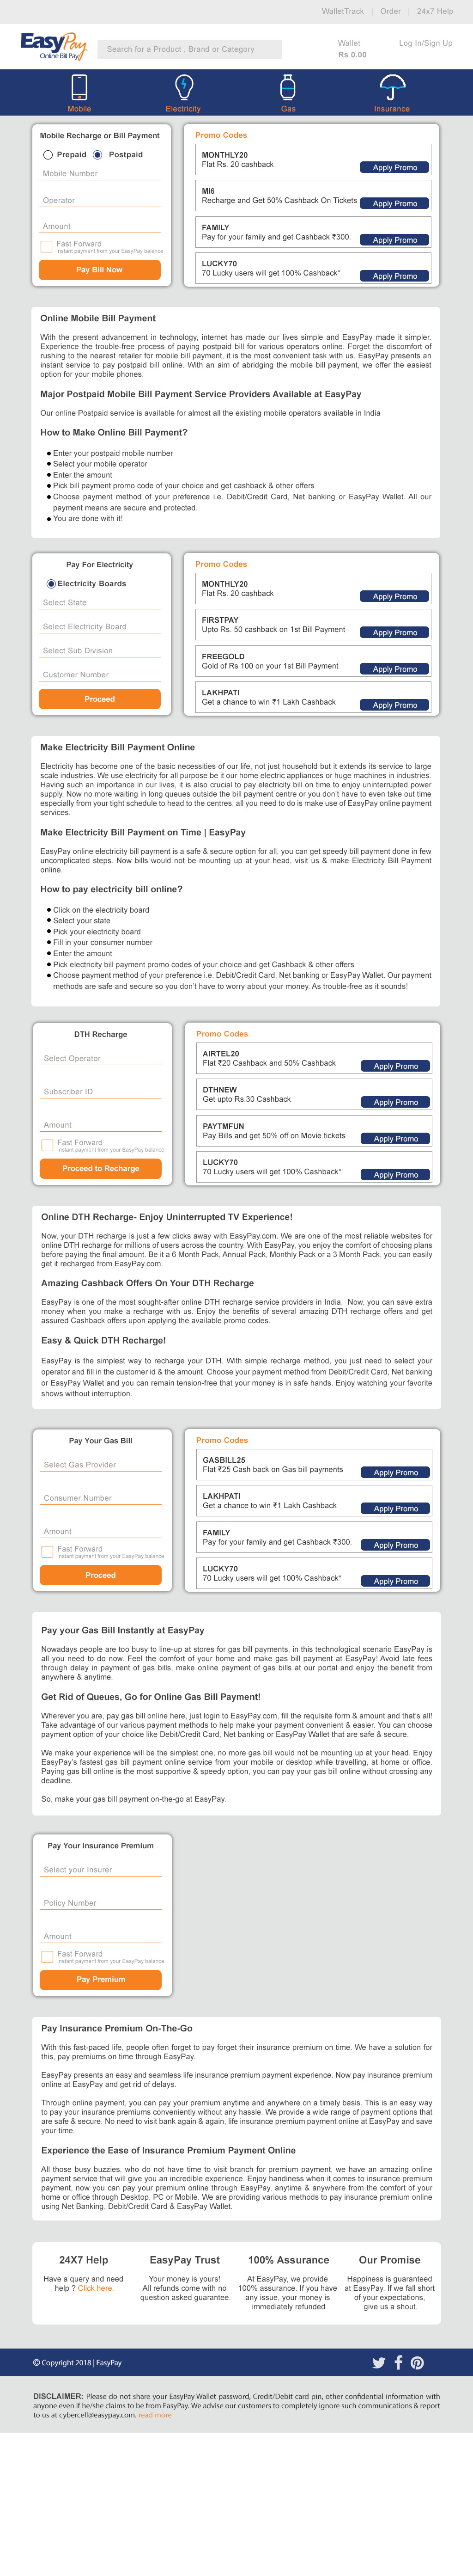 WalletTrack | Order | 24x7 Help
EasyPay
Online Bill Pay
Search for a Product , Brand or Category
Wallet
Rs 0.00
Log In/Sign Up
Mobile
Electricity
Gas
Insurance
Mobile Recharge or Bill Payment
Prepaid Postpaid
Mobile Number
Operator
Amount
Fast Forward
Instant payment from your EasyPay balance
Pay Bill Now
Promo Codes
MONTHLY20
Flat Rs. 20 cashback
Apply Promo
MI6
Recharge and Get 50% Cashback On Tickets
Apply Promo
FAMILY
Pay for your family and get Cashback ₹300.
Apply Promo
LUCKY70
70 Lucky users will get 100% Cashback*
Apply Promo
Online Mobile Bill Payment
With the present advancement in technology, internet has made our lives simple and EasyPay made it simpler.
Experience the trouble-free process of paying postpaid bill for various operators online. Forget the discomfort of
rushing to the nearest retailer for mobile bill payment, it is the most convenient task with us. EasyPay presents an
instant service to pay postpaid bill online. With an aim of abridging the mobile bill payment, we offer the easiest
option for your mobile phones.
Major Postpaid Mobile Bill Payment Service Providers Available at EasyPay
Our online Postpaid service is available for almost all the existing mobile operators available in India
How to Make Online Bill Payment?
● Enter your postpaid mobile number
● Select your mobile operator
● Enter the amount
● Pick bill payment promo code of your choice and get cashback & other offers
● Choose payment method of your preference i.e. Debit/Credit Card, Net banking or EasyPay Wallet. All our
payment means are secure and protected.
● You are done with it!
Pay For Electricity
Electricity Boards
Select State
Select Electricity Board
Select Sub Division
Customer Number
Proceed
Promo Codes
MONTHLY20
Flat Rs. 20 cashback
Apply Promo
FIRSTPAY
Upto Rs. 50 cashback on 1st Bill Payment
Apply Promo
FREEGOLD
Gold of Rs 100 on your 1st Bill Payment
Apply Promo
LAKHPATI
Get a chance to win ₹1 Lakh Cashback
Apply Promo
Make Electricity Bill Payment Online
Electricity has become one of the basic necessities of our life, not just household but it extends its service to large
scale industries. We use electricity for all purpose be it our home electric appliances or huge machines in industries.
Having such an importance in our lives, it is also crucial to pay electricity bill on time to enjoy uninterrupted power
supply. Now no more waiting in long queues outside the bill payment centre or you don't have to even take out time
especially from your tight schedule to head to the centres, all you need to do is make use of EasyPay online payment
services.
Make Electricity Bill Payment on Time | EasyPay
EasyPay online electricity bill payment is a safe & secure option for all, you can get speedy bill payment done in few
uncomplicated steps. Now bills would not be mounting up at your head, visit us & make Electricity Bill Payment
online.
How to pay electricity bill online?
● Click on the electricity board
● Select your state
● Pick your electricity board
● Fill in your consumer number
● Enter the amount
● Pick electricity bill payment promo codes of your choice and get Cashback & other offers
● Choose payment method of your preference i.e. Debit/Credit Card, Net banking or EasyPay Wallet. Our payment
methods are safe and secure so you don't have to worry about your money. As trouble-free as it sounds!
DTH Recharge
Select Operator
Subscriber ID
Amount
Fast Forward
Instant payment from your EasyPay balance
Proceed to Recharge
Promo Codes
AIRTEL20
Flat ₹20 Cashback and 50% Cashback
Apply Promo
DTHNEW
Get upto Rs.30 Cashback
Apply Promo
PAYTMFUN
Pay Bills and get 50% off on Movie tickets
Apply Promo
LUCKY70
70 Lucky users will get 100% Cashback*
Apply Promo
Online DTH Recharge- Enjoy Uninterrupted TV Experience!
Now, your DTH recharge is just a few clicks away with EasyPay.com. We are one of the most reliable websites for
online DTH recharge for millions of users across the country. With EasyPay, you enjoy the comfort of choosing plans
before paying the final amount. Be it a 6 Month Pack, Annual Pack, Monthly Pack or a 3 Month Pack, you can easily
get it recharged from EasyPay.com.
Amazing Cashback Offers On Your DTH Recharge
EasyPay is one of the most sought-after online DTH recharge service providers in India. Now, you can save extra
money when you make a recharge with us. Enjoy the benefits of several amazing DTH recharge offers and get
assured Cashback offers upon applying the available promo codes.
Easy & Quick DTH Recharge!
EasyPay is the simplest way to recharge your DTH. With simple recharge method, you just need to select your
operator and fill in the customer id & the amount. Choose your payment method from Debit/Credit Card, Net banking
or EasyPay Wallet and you can remain tension-free that your money is in safe hands. Enjoy watching your favorite
shows without interruption.
Pay Your Gas Bill
Select Gas Provider
Consumer Number
Amount
Fast Forward
Instant payment from your EasyPay balance
Proceed
Promo Codes
GASBILL25
Flat ₹25 Cash back on Gas bill payments
Apply Promo
LAKHPATI
Get a chance to win ₹1 Lakh Cashback
Apply Promo
FAMILY
Pay for your family and get Cashback ₹300.
Apply Promo
LUCKY70
70 Lucky users will get 100% Cashback*
Apply Promo
Pay your Gas Bill Instantly at EasyPay
Nowadays people are too busy to line-up at stores for gas bill payments, in this technological scenario EasyPay is
all you need to do now. Feel the comfort of your home and make gas bill payment at EasyPay! Avoid late fees
through delay in payment of gas bills, make online payment of gas bills at our portal and enjoy the benefit from
anywhere & anytime.
Get Rid of Queues, Go for Online Gas Bill Payment!
Wherever you are, pay gas bill online here, just login to EasyPay.com, fill the requisite form & amount and that's all!
Take advantage of our various payment methods to help make your payment convenient & easier. You can choose
payment option of your choice like Debit/Credit Card, Net banking or EasyPay Wallet that are safe & secure.
We make your experience will be the simplest one, no more gas bill would not be mounting up at your head. Enjoy
EasyPay's fastest gas bill payment online service from your mobile or desktop while travelling, at home or office.
Paying gas bill online is the most supportive & speedy option, you can pay your gas bill online without crossing any
deadline.
So, make your gas bill payment on-the-go at EasyPay.
Pay Your Insurance Premium
Select your Insurer
Policy Number
Amount
Fast Forward
Instant payment from your EasyPay balance
Pay Premium
Pay Insurance Premium On-The-Go
With this fast-paced life, people often forget to pay forget their insurance premium on time. We have a solution for
this, pay premiums on time through EasyPay.
EasyPay presents an easy and seamless life insurance premium payment experience. Now pay insurance premium
online at EasyPay and get rid of delays.
Through online payment, you can pay your premium anytime and anywhere on a timely basis. This is an easy way
to pay your insurance premiums conveniently without any hassle. We provide a wide range of payment options that
are safe & secure. No need to visit bank again & again, life insurance premium payment online at EasyPay and save
your time.
Experience the Ease of Insurance Premium Payment Online
All those busy buzzies, who do not have time to visit branch for premium payment, we have an amazing online
payment service that will give you an incredible experience. Enjoy handiness when it comes to insurance premium
payment, now you can pay your premium online through EasyPay, anytime & anywhere from the comfort of your
home or office through Desktop, PC or Mobile. We are providing various methods to pay insurance premium online
using Net Banking, Debit/Credit Card & EasyPay Wallet.
24X7 Help
Have a query and need
help ? Click here.
EasyPay Trust
Your money is yours!
All refunds come with no
question asked guarantee.
100% Assurance
At EasyPay, we provide
100% assurance. If you have
any issue, your money is
immediately refunded
Our Promise
Happiness is guaranteed
at EasyPay. If we fall short
of your expectations,
give us a shout.
© Copyright 2018 | EasyPay
DISCLAIMER: Please do not share your EasyPay Wallet password, Credit/Debit card pin, other confidential information with
anyone even if he/she claims to be from EasyPay. We advise our customers to completely ignore such communications & report
to us at cybercell@easypay.com. read more